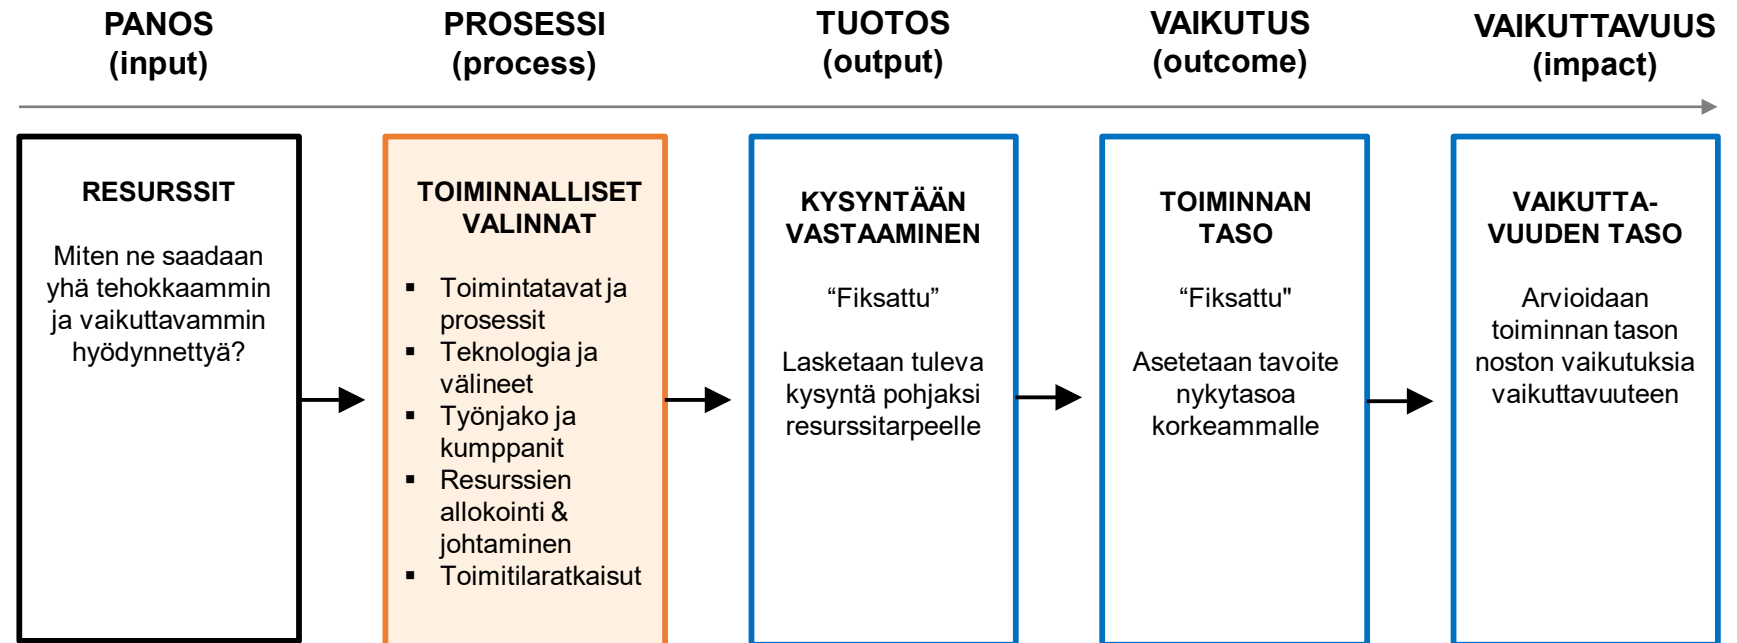 PANOS
(input)
PROSESSI
(process)
TUOTOS
(output)
VAIKUTUS
(outcome)
VAIKUTTAVUUS
(impact)
RESURSSIT
Miten ne saadaan
yhä tehokkaammin
ja vaikuttavammin
hyödynnettyä?
TOIMINNALLISET
VALINNAT
▪ Toimintatavat ja
prosessit
▪ Teknologia ja
välineet
▪ Työnjako ja
kumppanit
▪ Resurssien
allokointi &
johtaminen
▪ Toimitilaratkaisut
KYSYNTÄÄN
VASTAAMINEN
“Fiksattu”
Lasketaan tuleva
kysyntä pohjaksi
resurssitarpeelle
TOIMINNAN
TASO
“Fiksattu"
Asetetaan tavoite
nykytasoa
korkeammalle
VAIKUTTA-
VUUDEN TASO
Arvioidaan
toiminnan tason
noston vaikutuksia
vaikuttavuuteen